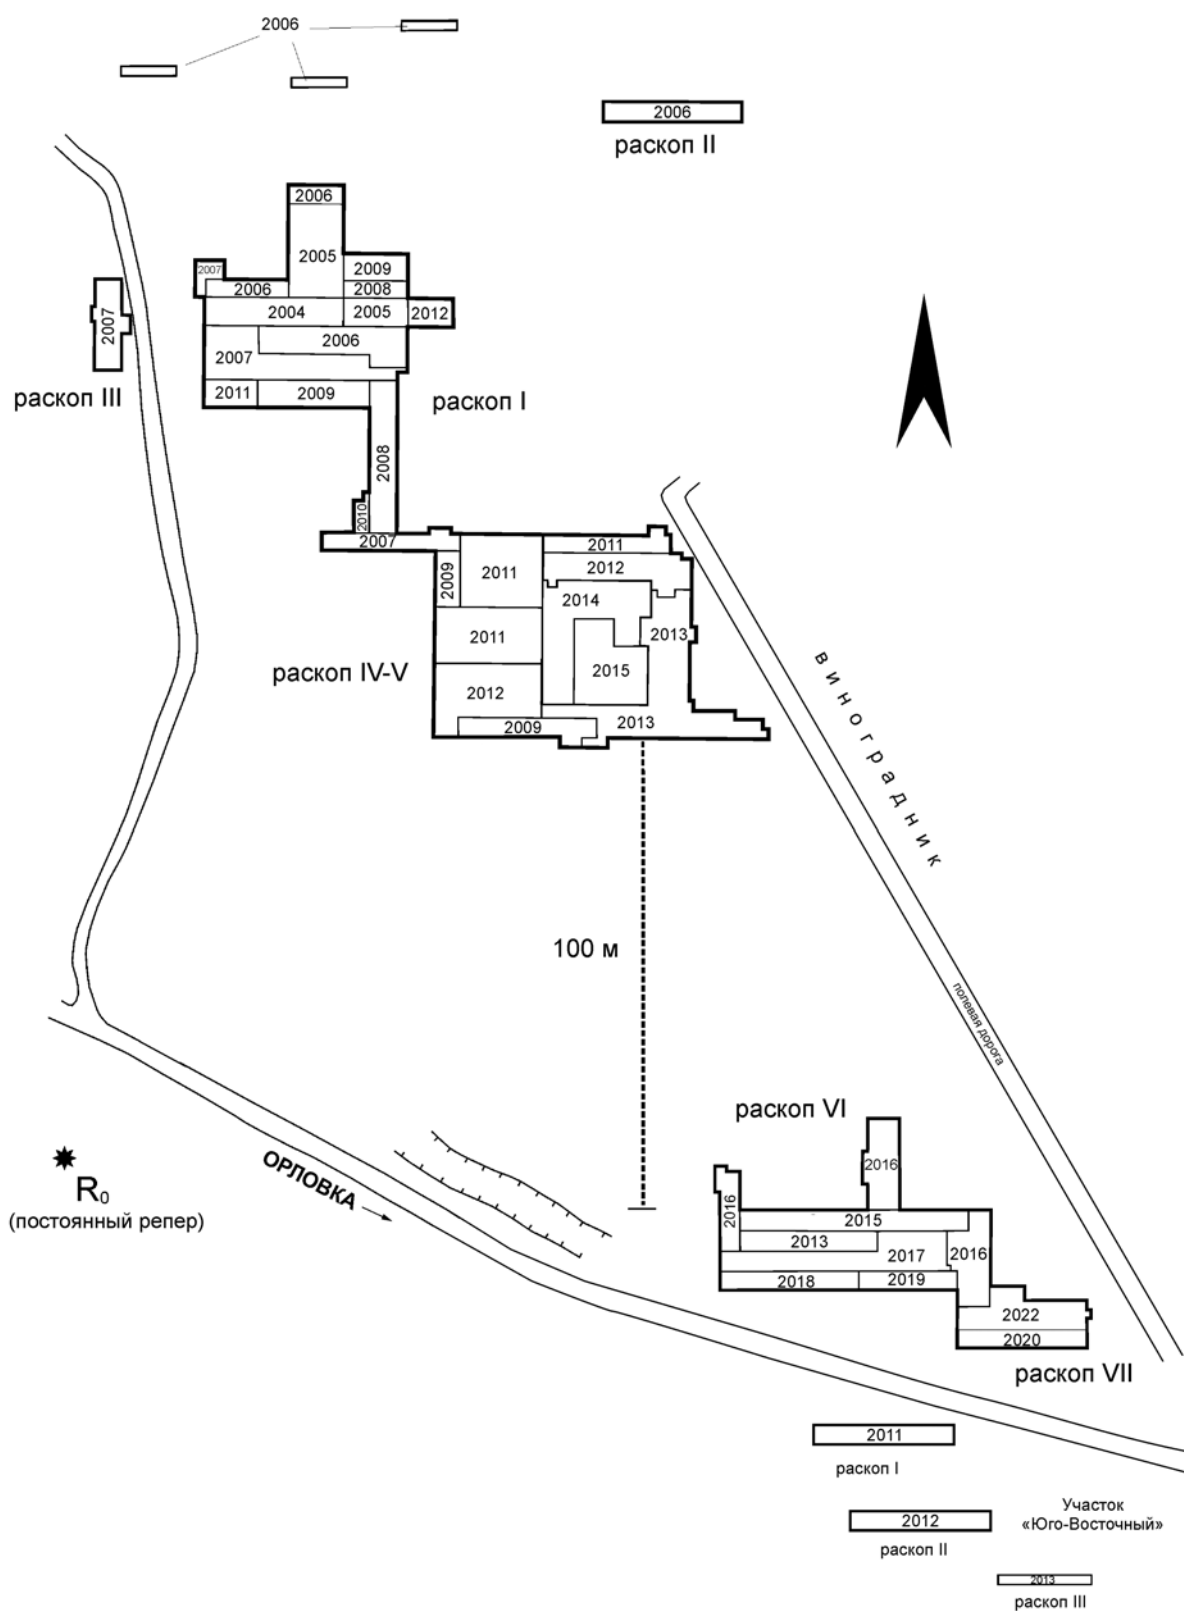 2006
2006
раскоп II
2006
2005
2007
2009
2006
2008
2004
2005
2012
2006
2007
2007
раскоп III
2011
2009
раскоп I
2008
2010
2007
2011
2009
2011
2012
2014
2011
2013
раскоп IV-V
2015
2012
2009
2013
виноградник
100 м
полевая дорога
раскоп VI
2016
2016
2015
2013
2017
2016
2018
2019
2022
2020
раскоп VII
R0
(постоянный репер)
ОРЛОВКА
2011
раскоп I
Участок
«Юго-Восточный»
2012
раскоп II
2013
раскоп III